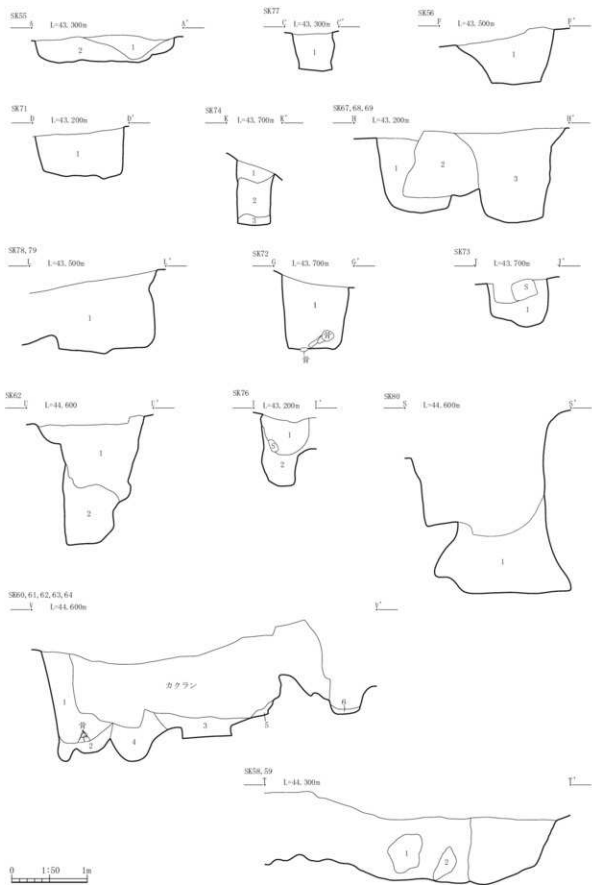 SK55
A L=43,300m A'
1
2
SK77
C L=43,300m C'
1
SK56
P L=43,500m P'
1
SK71
D L=43,200m D'
1
SK74
K L=43,700m K'
1
2
3
SK67,68,69
H L=43,200m H'
1
2
3
SK78,79
L L=43,500m L'
1
SK72
G L=43,700m G'
1
骨
骨
SK73
L=43,700m
S
1
SK62
U L=44,600 U'
1
2
SK76
L=43,200m
1
S
2
SK80
S L=44,600m S'
1
SK60,61,62,63,64
V L=44,600m V'
カクラン
1
骨
2
4
3
5
6
SK58,59
T L=44,300m T'
1
2
0 1:50 1m